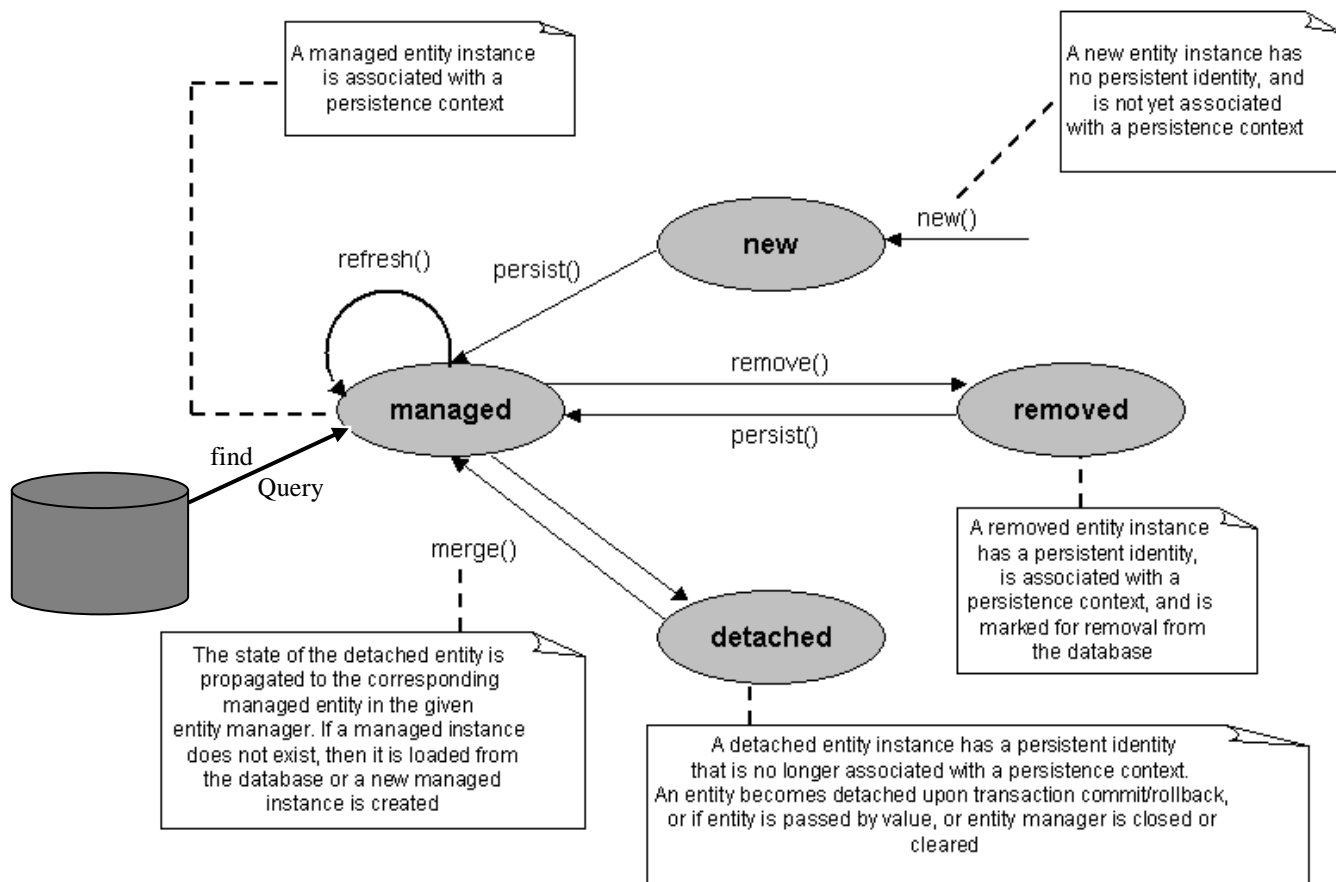 A managed entity instance
is associated with a
persistence context
A new entity instance has
no persistent identity, and
is not yet associated
with a persistence context
new()
new
refresh()
persist()
remove()
managed
removed
persist()
find
Query
merge()
A removed entity instance
has a persistent identity,
is associated with a
persistence context, and is
marked for removal from
the database
detached
The state of the detached entity is
propagated to the corresponding
managed entity in the given
entity manager. If a managed instance
does not exist, then it is loaded from
the database or a new managed
instance is created
A detached entity instance has a persistent identity
that is no longer associated with a persistence context.
An entity becomes detached upon transaction commit/rollback,
or if entity is passed by value, or entity manager is closed or
cleared